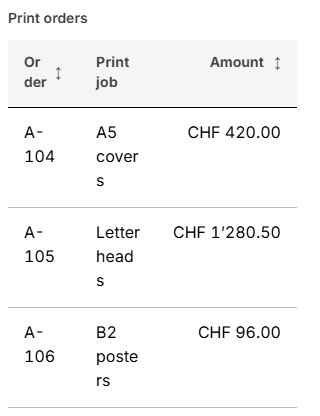 Print orders
Or
der ↕
Print
job
Amount ↕
A-
104
A5
cover
s
CHF 420.00
A-
105
Letter
head
s
CHF 1’280.50
A-
106
B2
poste
rs
CHF 96.00